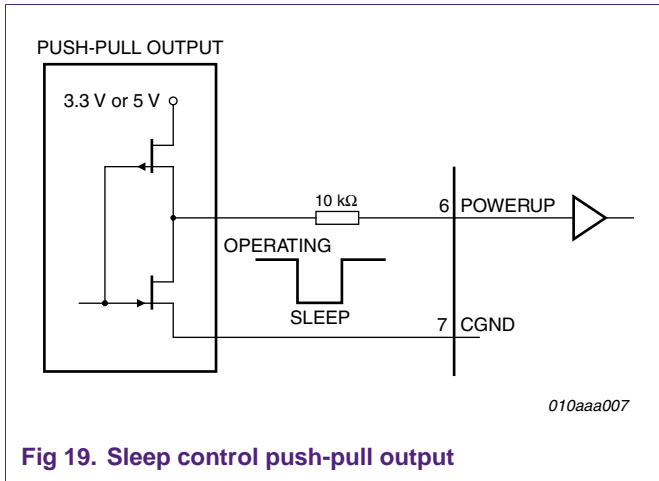 PUSH-PULL OUTPUT
3.3 V or 5 V
10 kΩ
6 POWERUP
OPERATING
SLEEP
7 CGND
010aaa007
Fig 19. Sleep control push-pull output